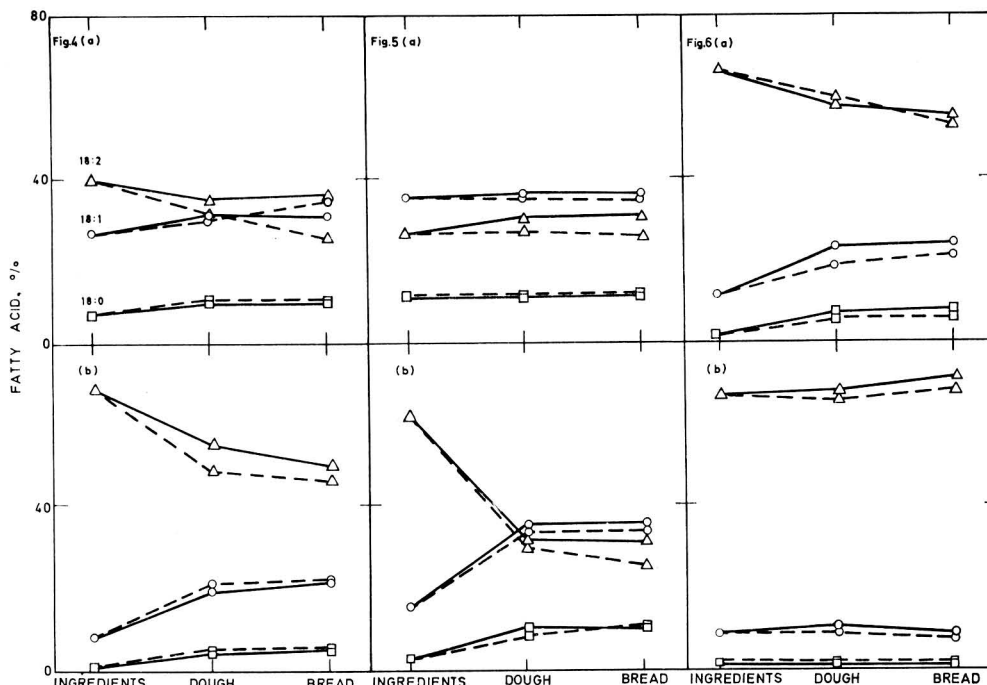 80
Fig.4(a)
Fig.5(a)
Fig.6(a)
18:2
40
18:1
18:0
0
FATTY ACID, %
(b)
(b)
(b)
40
0
INGREDIENTS DOUGH BREAD
INGREDIENTS DOUGH BREAD
INGREDIENTS DOUGH BREAD